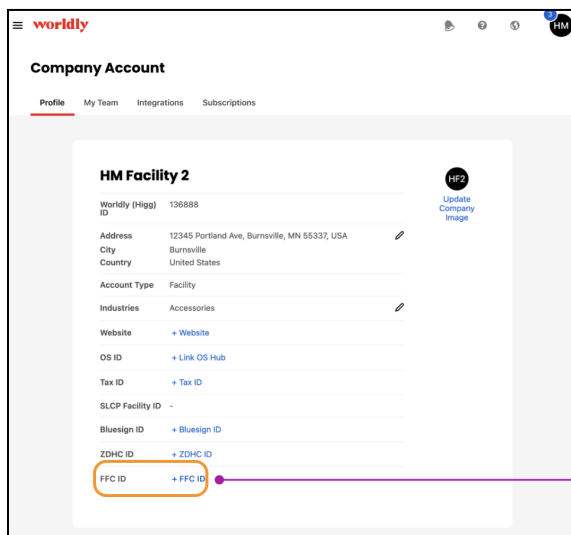 worldly
3
HM
Company Account
Profile My Team Integrations Subscriptions
HM Facility 2
HF2
Update
Company
Image
Worldly (Higg)
ID
136888
Address 12345 Portland Ave, Burnsville, MN 55337, USA
City Burnsville
Country United States
Account Type Facility
Industries Accessories
Website + Website
OS ID + Link OS Hub
Tax ID + Tax ID
SLCP Facility ID -
Bluesign ID + Bluesign ID
ZDHC ID + ZDHC ID
FFC ID + FFC ID